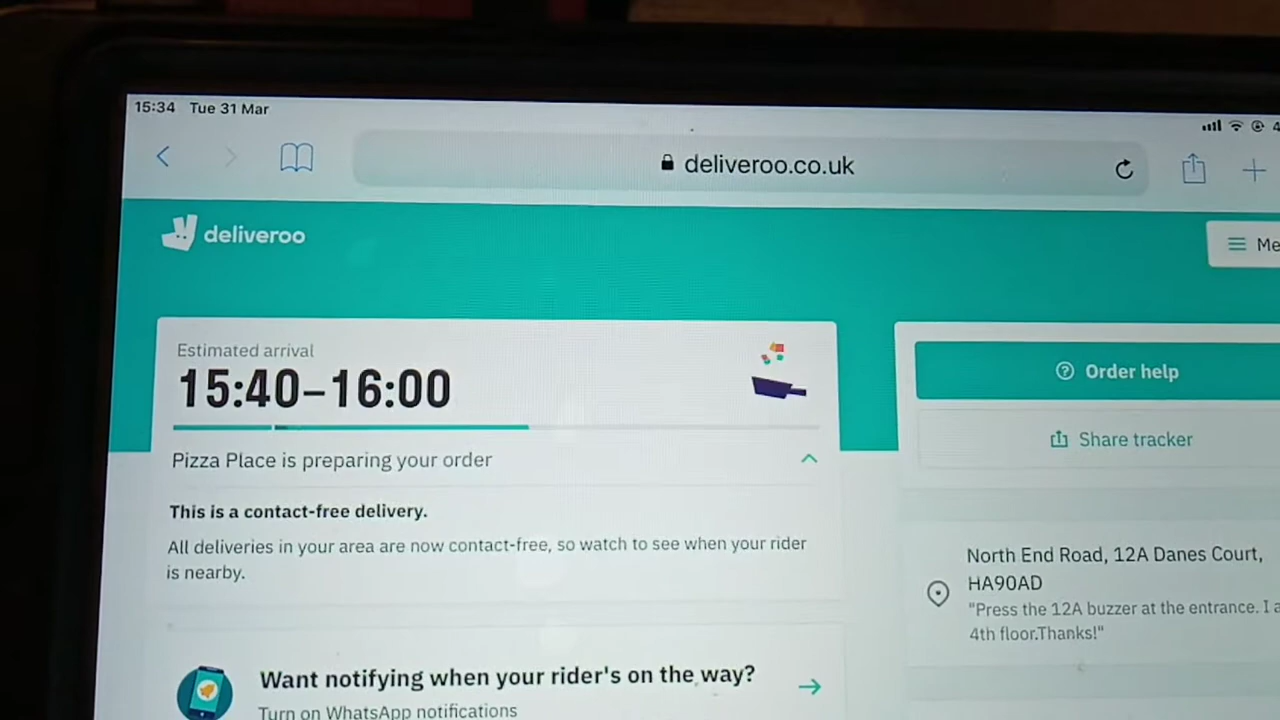 15:34 Tue 31 Mar
deliveroo.co.uk
deliveroo
Estimated arrival
15:40–16:00
Pizza Place is preparing your order
This is a contact-free delivery.
All deliveries in your area are now contact-free, so watch to see when your rider
is nearby.
Want notifying when your rider's on the way?
Turn on WhatsApp notifications
Order help
Share tracker
North End Road, 12A Danes Court,
HA90AD
"Press the 12A buzzer at the entrance. I
4th floor.Thanks!"